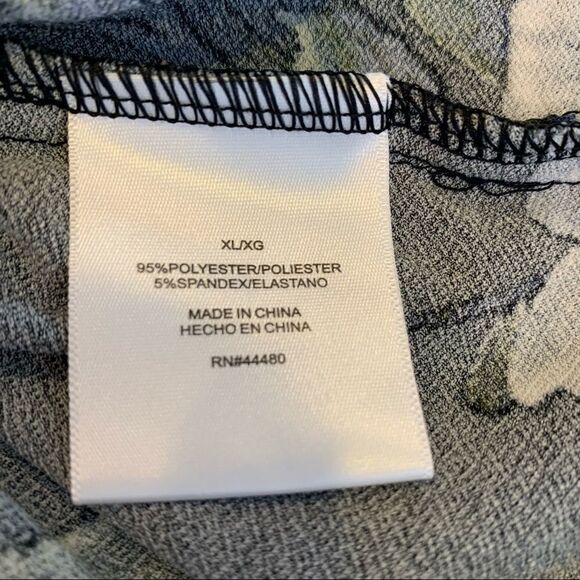 XL/XG
95%POLYESTER/POLIESTER
5%SPANDEX/ELASTANO
MADE IN CHINA
HECHO EN CHINA
RN#44480